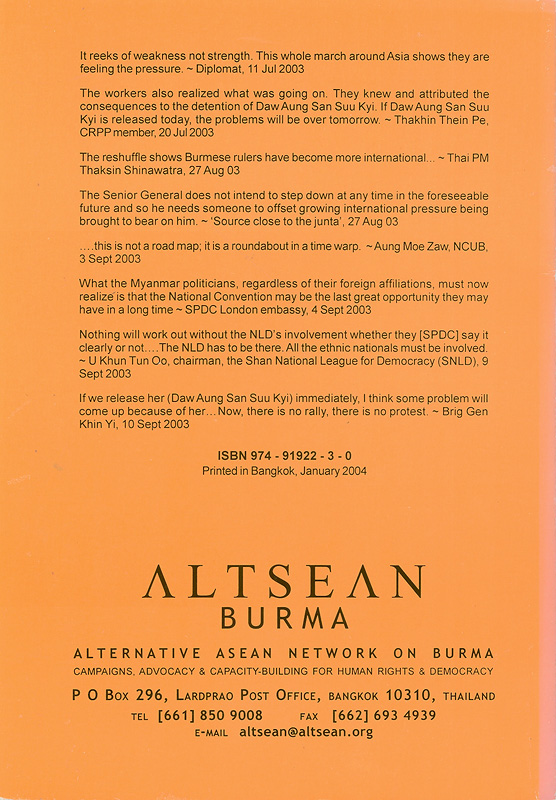 It reeks of weakness not strength. This whole march around Asia shows they are
feeling the pressure. ~ Diplomat, 11 Jul 2003
The workers also realized what was going on. They knew and attributed the
consequences to the detention of Daw Aung San Suu Kyi. If Daw Aung San Suu
Kyi is released today, the problems will be over tomorrow. ~ Thakhin Thein Pe,
CRPP member, 20 Jul 2003
The reshuffle shows Burmese rulers have become more international... ~ Thai PM
Thaksin Shinawatra, 27 Aug 03
The Senior General does not intend to step down at any time in the foreseeable
future and so he needs someone to offset growing international pressure being
brought to bear on him. ~ 'Source close to the junta', 27 Aug 03
....this is not a road map; it is a roundabout in a time warp. ~ Aung Moe Zaw, NCUB,
3 Sept 2003
What the Myanmar politicians, regardless of their foreign affiliations, must now
realize is that the National Convention may be the last great opportunity they may
have in a long time ~ SPDC London embassy, 4 Sept 2003
Nothing will work out without the NLD's involvement whether they [SPDC] say it
clearly or not....The NLD has to be there. All the ethnic nationals must be involved.
~ U Khun Tun Oo, chairman, the Shan National League for Democracy (SNLD), 9
Sept 2003
If we release her (Daw Aung San Suu Kyi) immediately, I think some problem will
come up because of her...Now, there is no rally, there is no protest. ~ Brig Gen
Khin Yi, 10 Sept 2003
ISBN 974 - 91922 - 3 - 0
Printed in Bangkok, January 2004
ALTSEAN
BURMA
ALTERNATIVE ASEAN NETWORK ON BURMA
CAMPAIGNS, ADVOCACY & CAPACITY-BUILDING FOR HUMAN RIGHTS & DEMOCRACY
P O BOX 296, LARDPRAO POST OFFICE, BANGKOK 10310, THAILAND
TEL [661] 850 9008 FAX [662] 693 4939
E-MAIL altsean@altsean.org